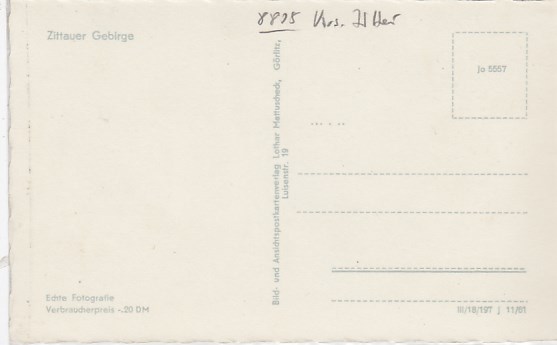 8805 Krs. Zittau
Zittauer Gebirge
Jo 5557
Bild- und Ansichtspostkartenverlag Lothar Mattuscheck, Görlitz,
Luisenstr. 19
Echte Fotografie
Verbraucherpreis -.20 DM
III/18/197 J 11/61